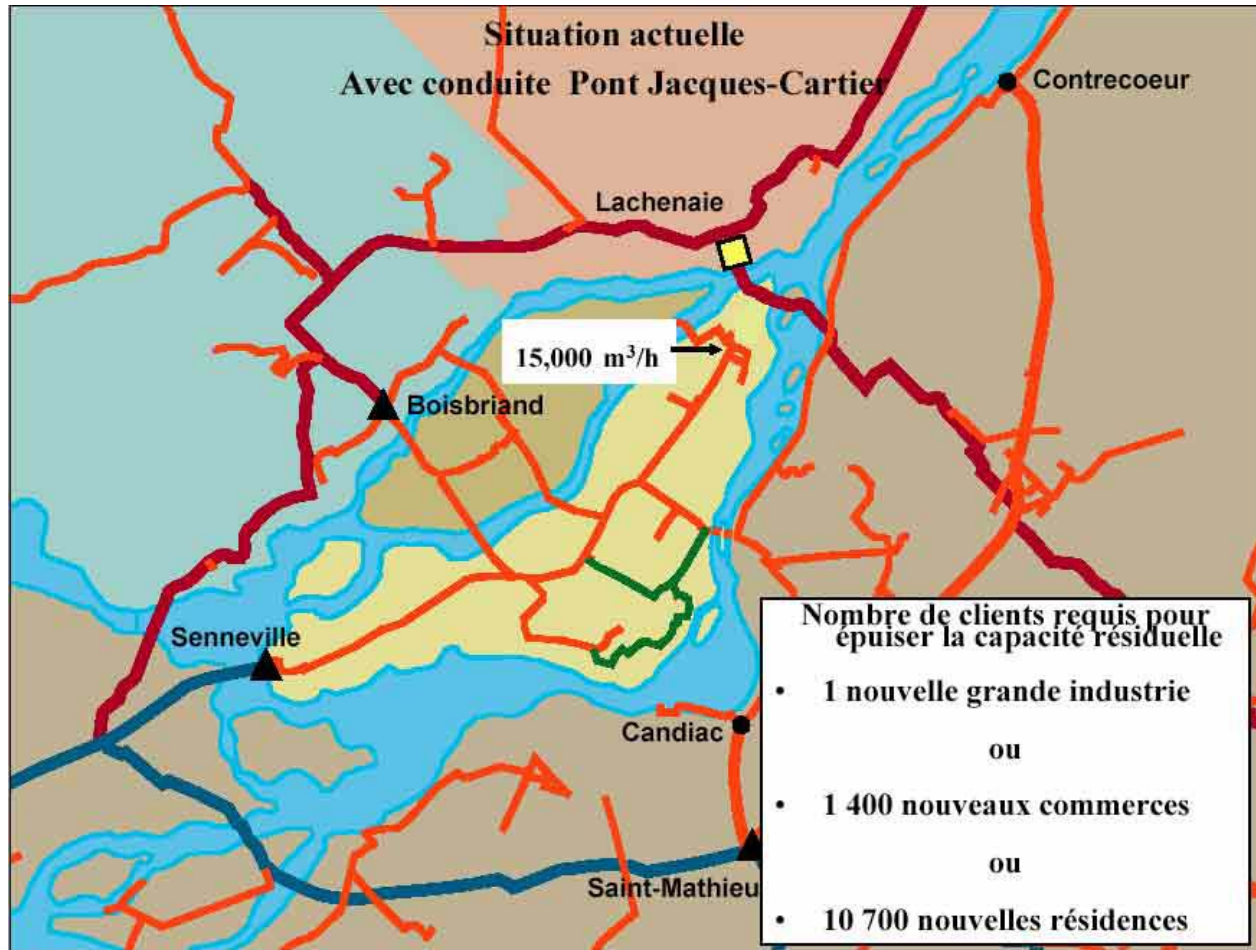 Situation actuelle
Avec conduite Pont Jacques-Cartier
Contrecoeur
Lachenaie
15,000 m³/h
Boisbriand
Senneville
Candiac
Saint-Mathieu
Nombre de clients requis pour
épuiser la capacité résiduelle
• 1 nouvelle grande industrie
ou
• 1 400 nouveaux commerces
ou
• 10 700 nouvelles résidences